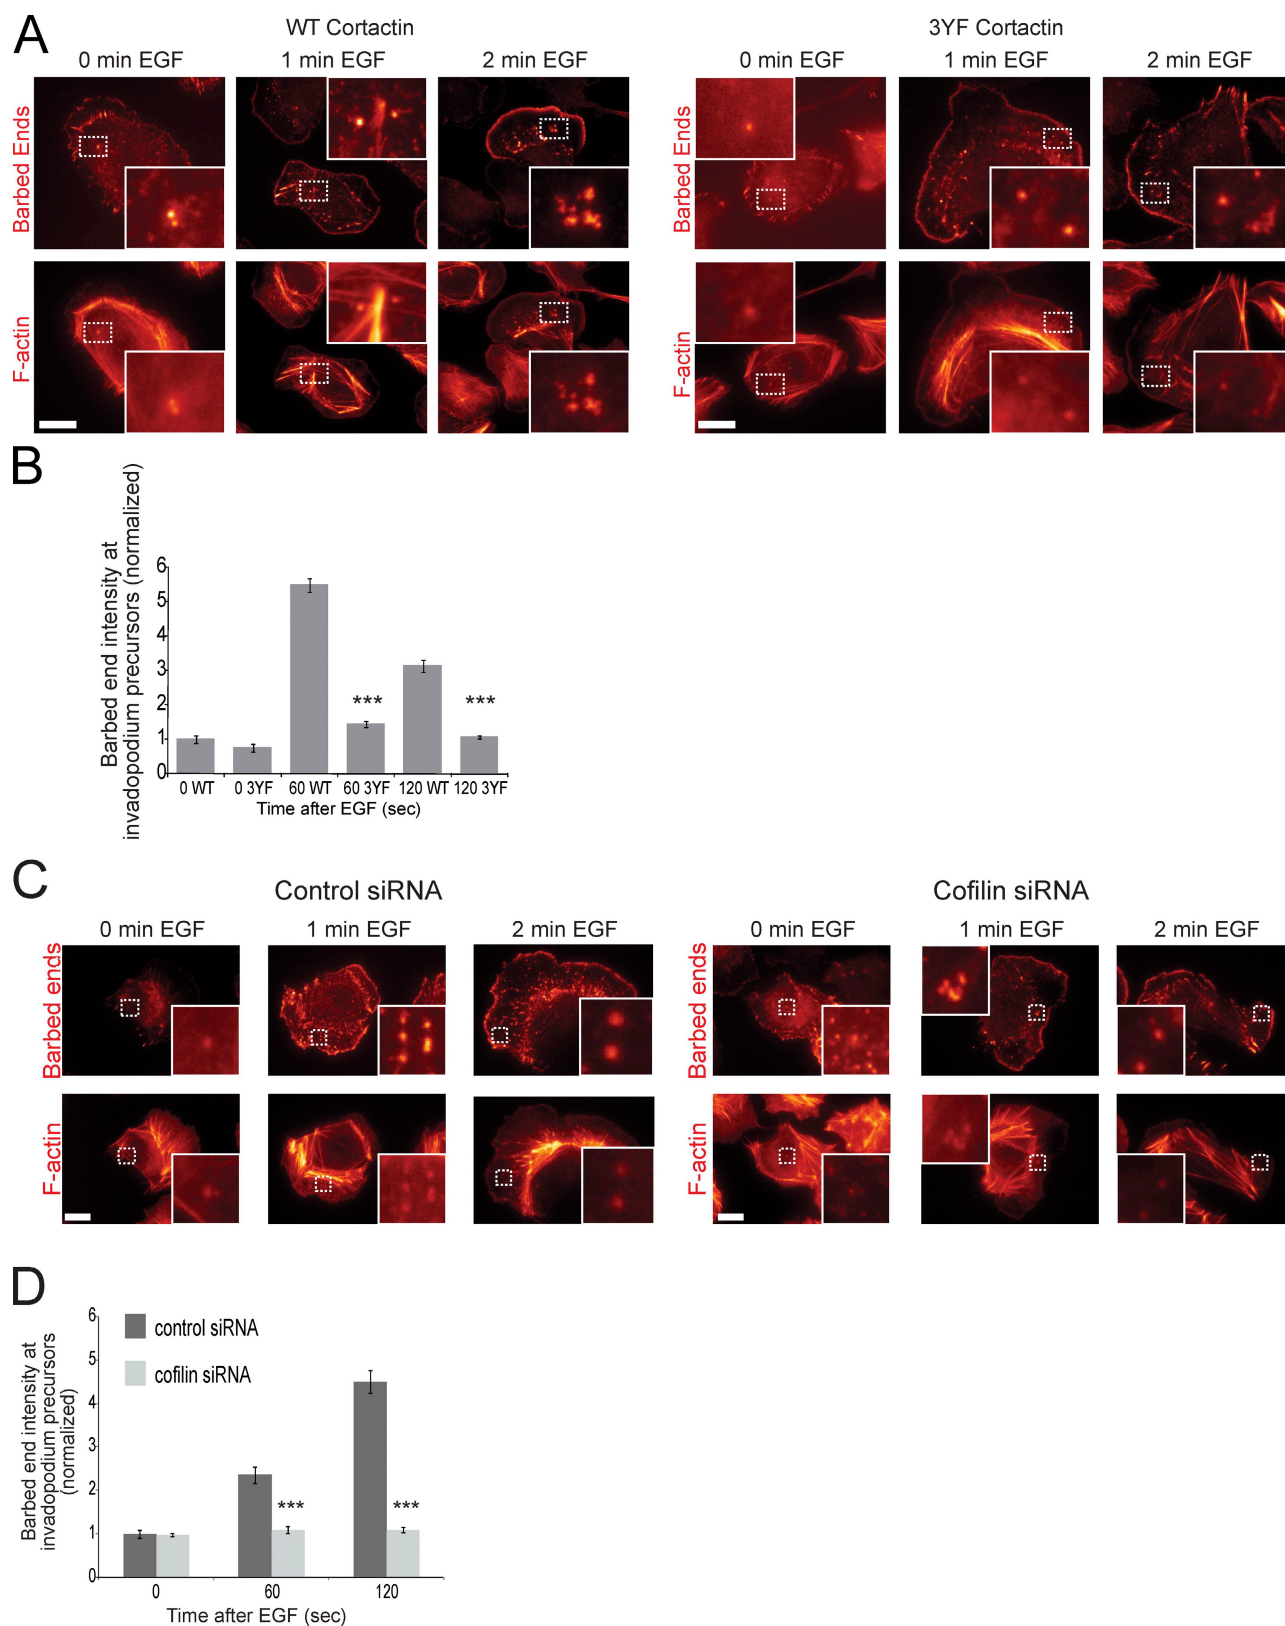 A
WT Cortactin
3YF Cortactin
0 min EGF
1 min EGF
2 min EGF
0 min EGF
1 min EGF
2 min EGF
Barbed Ends
Barbed Ends
F-actin
F-actin
B
Barbed end intensity at
invadopodium precursors (normalized)
6
5
4
3
2
1
0
***
***
0 WT
0 3YF
60 WT
60 3YF
120 WT
120 3YF
Time after EGF (sec)
C
Control siRNA
Cofilin siRNA
0 min EGF
1 min EGF
2 min EGF
0 min EGF
1 min EGF
2 min EGF
Barbed ends
Barbed ends
F-actin
F-actin
D
Barbed end intensity at
invadopodium precursors
(normalized)
6
5
4
3
2
1
0
control siRNA
cofilin siRNA
***
***
0
60
120
Time after EGF (sec)